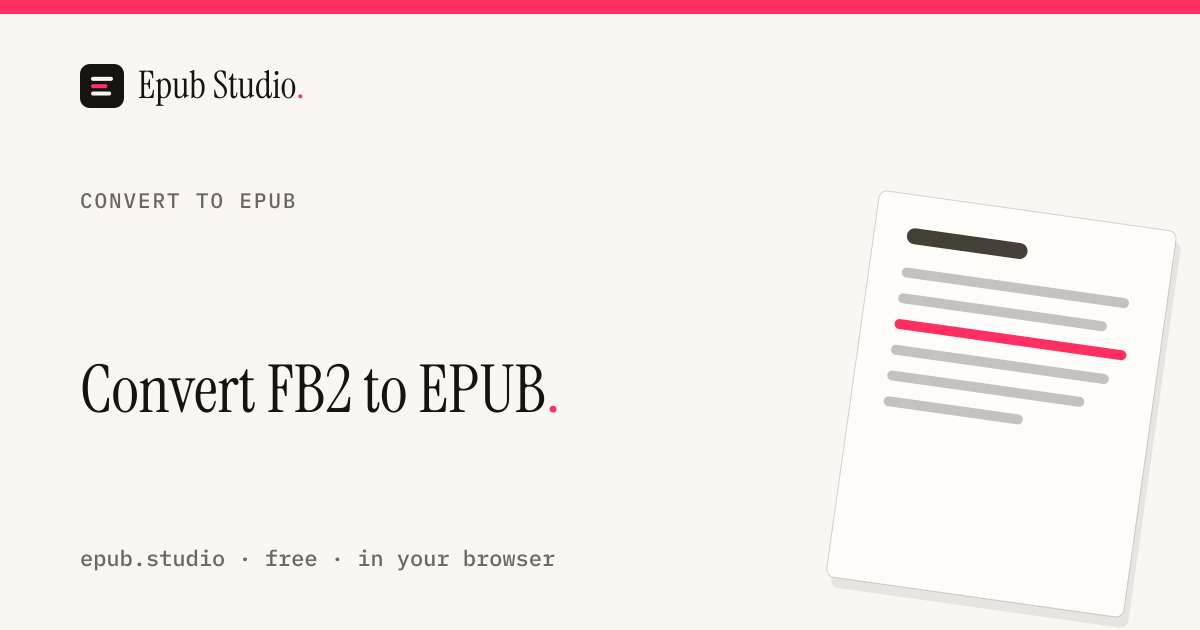 Epub Studio.
CONVERT TO EPUB
Convert FB2 to EPUB.
epub.studio · free · in your browser